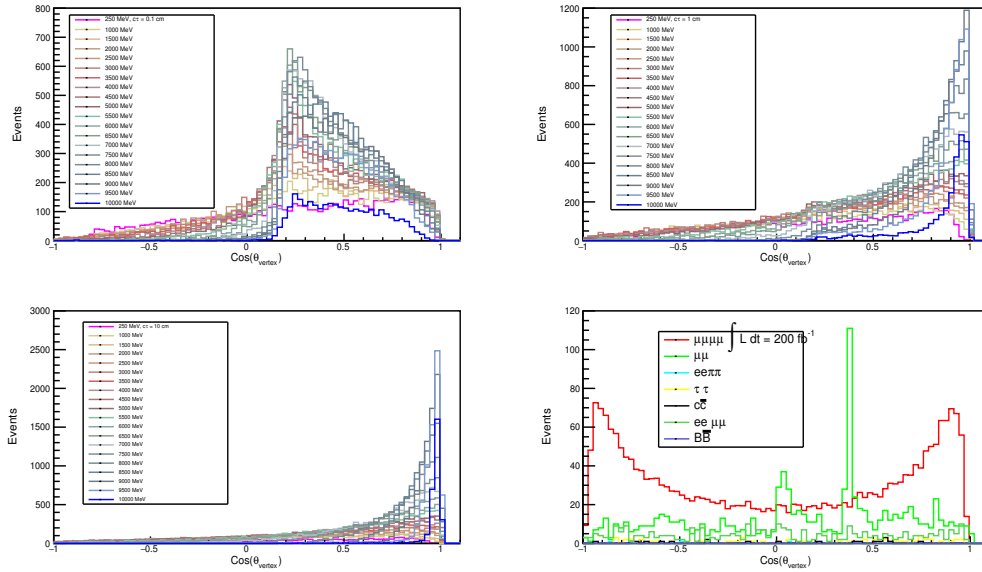 800
700
600
500
400
300
200
100
0
Events
250 MeV, cτ = 0.1 cm
1000 MeV
1500 MeV
2000 MeV
2500 MeV
3000 MeV
3500 MeV
4000 MeV
4500 MeV
5000 MeV
5500 MeV
6000 MeV
6500 MeV
7000 MeV
7500 MeV
8000 MeV
8500 MeV
9000 MeV
9500 MeV
10000 MeV
−1 −0.5 0 0.5 1
Cos(θvertex)
1200
1000
800
600
400
200
0
Events
250 MeV, cτ = 1 cm
1000 MeV
1500 MeV
2000 MeV
2500 MeV
3000 MeV
3500 MeV
4000 MeV
4500 MeV
5000 MeV
5500 MeV
6000 MeV
6500 MeV
7000 MeV
7500 MeV
8000 MeV
8500 MeV
9000 MeV
9500 MeV
10000 MeV
−1 −0.5 0 0.5 1
Cos(θvertex)
3000
2500
2000
1500
1000
500
0
Events
250 MeV, cτ = 10 cm
1000 MeV
1500 MeV
2000 MeV
2500 MeV
3000 MeV
3500 MeV
4000 MeV
4500 MeV
5000 MeV
5500 MeV
6000 MeV
6500 MeV
7000 MeV
7500 MeV
8000 MeV
8500 MeV
9000 MeV
9500 MeV
10000 MeV
−1 −0.5 0 0.5 1
Cos(θvertex)
120
100
80
60
40
20
0
Events
μμμμ ∫ L dt = 200 fb⁻¹
μμ
eeππ
τ τ
cc̅
ee μμ
BB̅
−1 −0.5 0 0.5 1
Cos(θvertex)